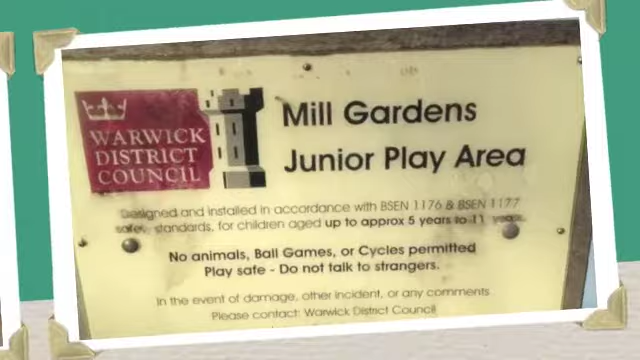 WARWICK
DISTRICT
COUNCIL
Mill Gardens
Junior Play Area
Designed and installed in accordance with BSEN 1176 & BSEN 1177
safety standards, for children aged up to approx 5 years to 11 years.
No animals, Ball Games, or Cycles permitted
Play safe - Do not talk to strangers.
In the event of damage, other incident, or any comments
Please contact: Warwick District Council